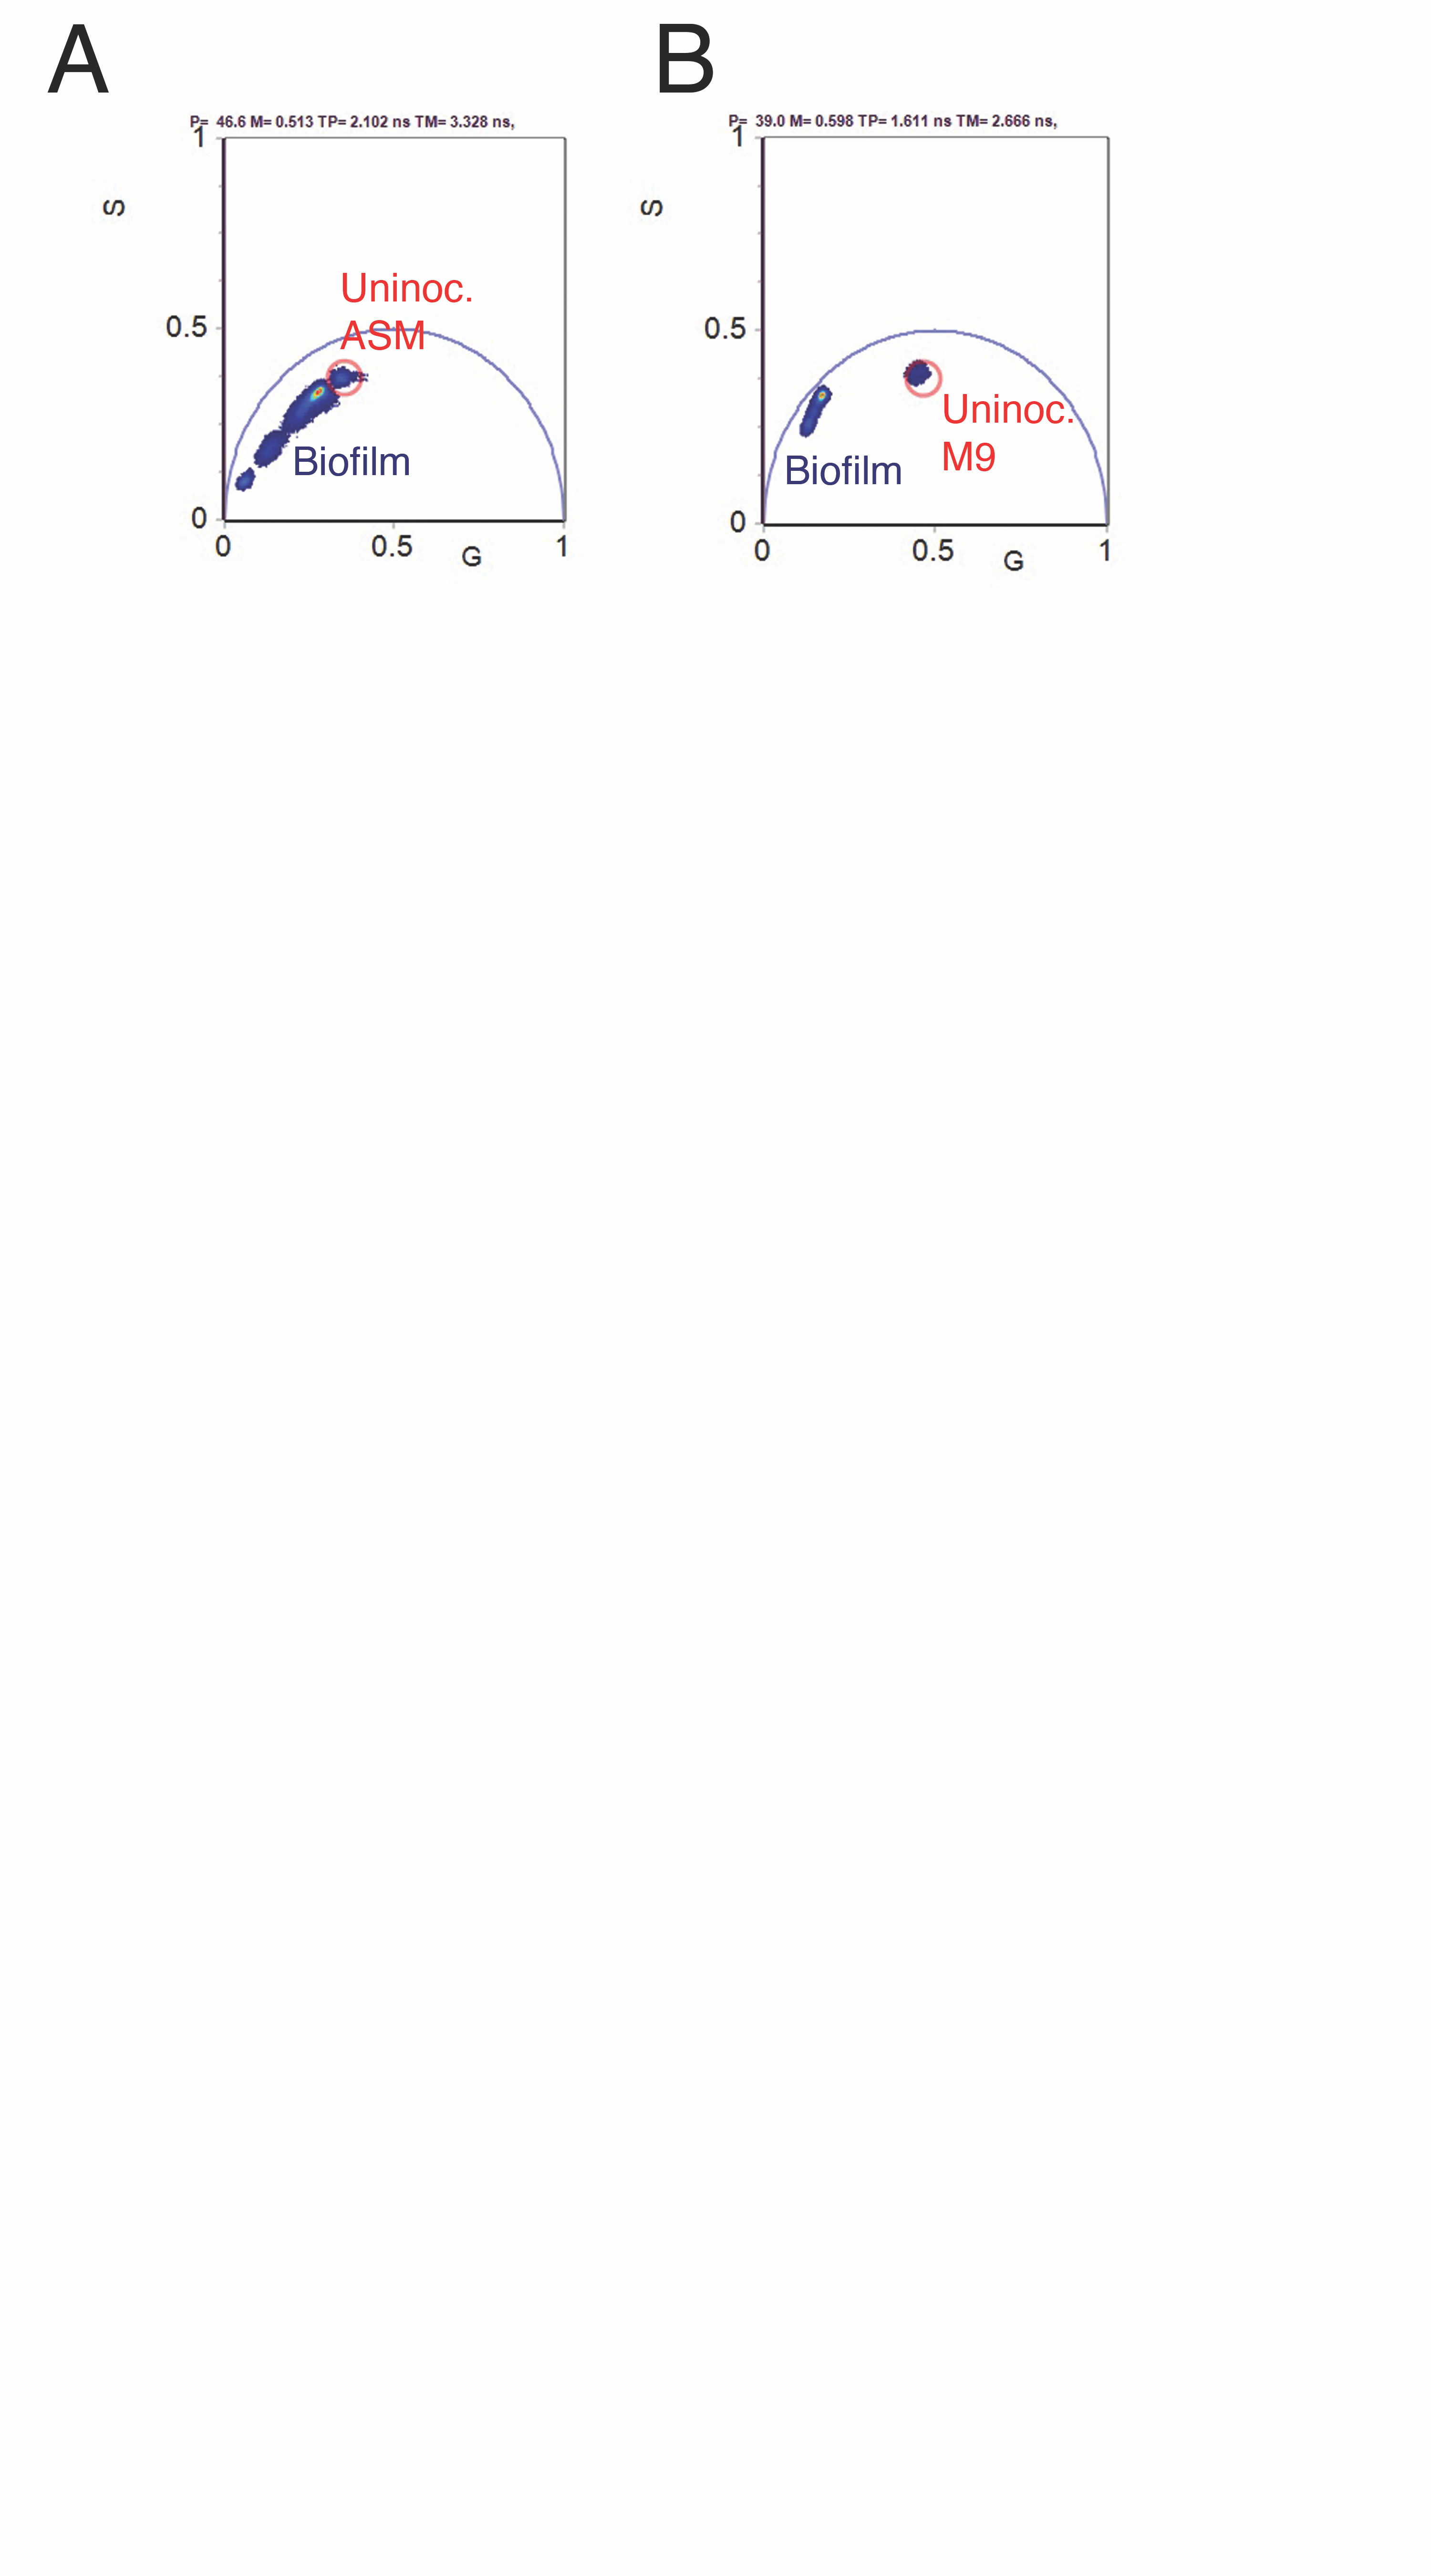 A
P= 46.6 M= 0.513 TP= 2.102 ns TM= 3.328 ns,
1
S
0.5
0
Uninoc.
ASM
Biofilm
0
0.5
G
1
B
P= 39.0 M= 0.598 TP= 1.611 ns TM= 2.666 ns,
1
S
0.5
0
Uninoc.
M9
Biofilm
0
0.5
G
1